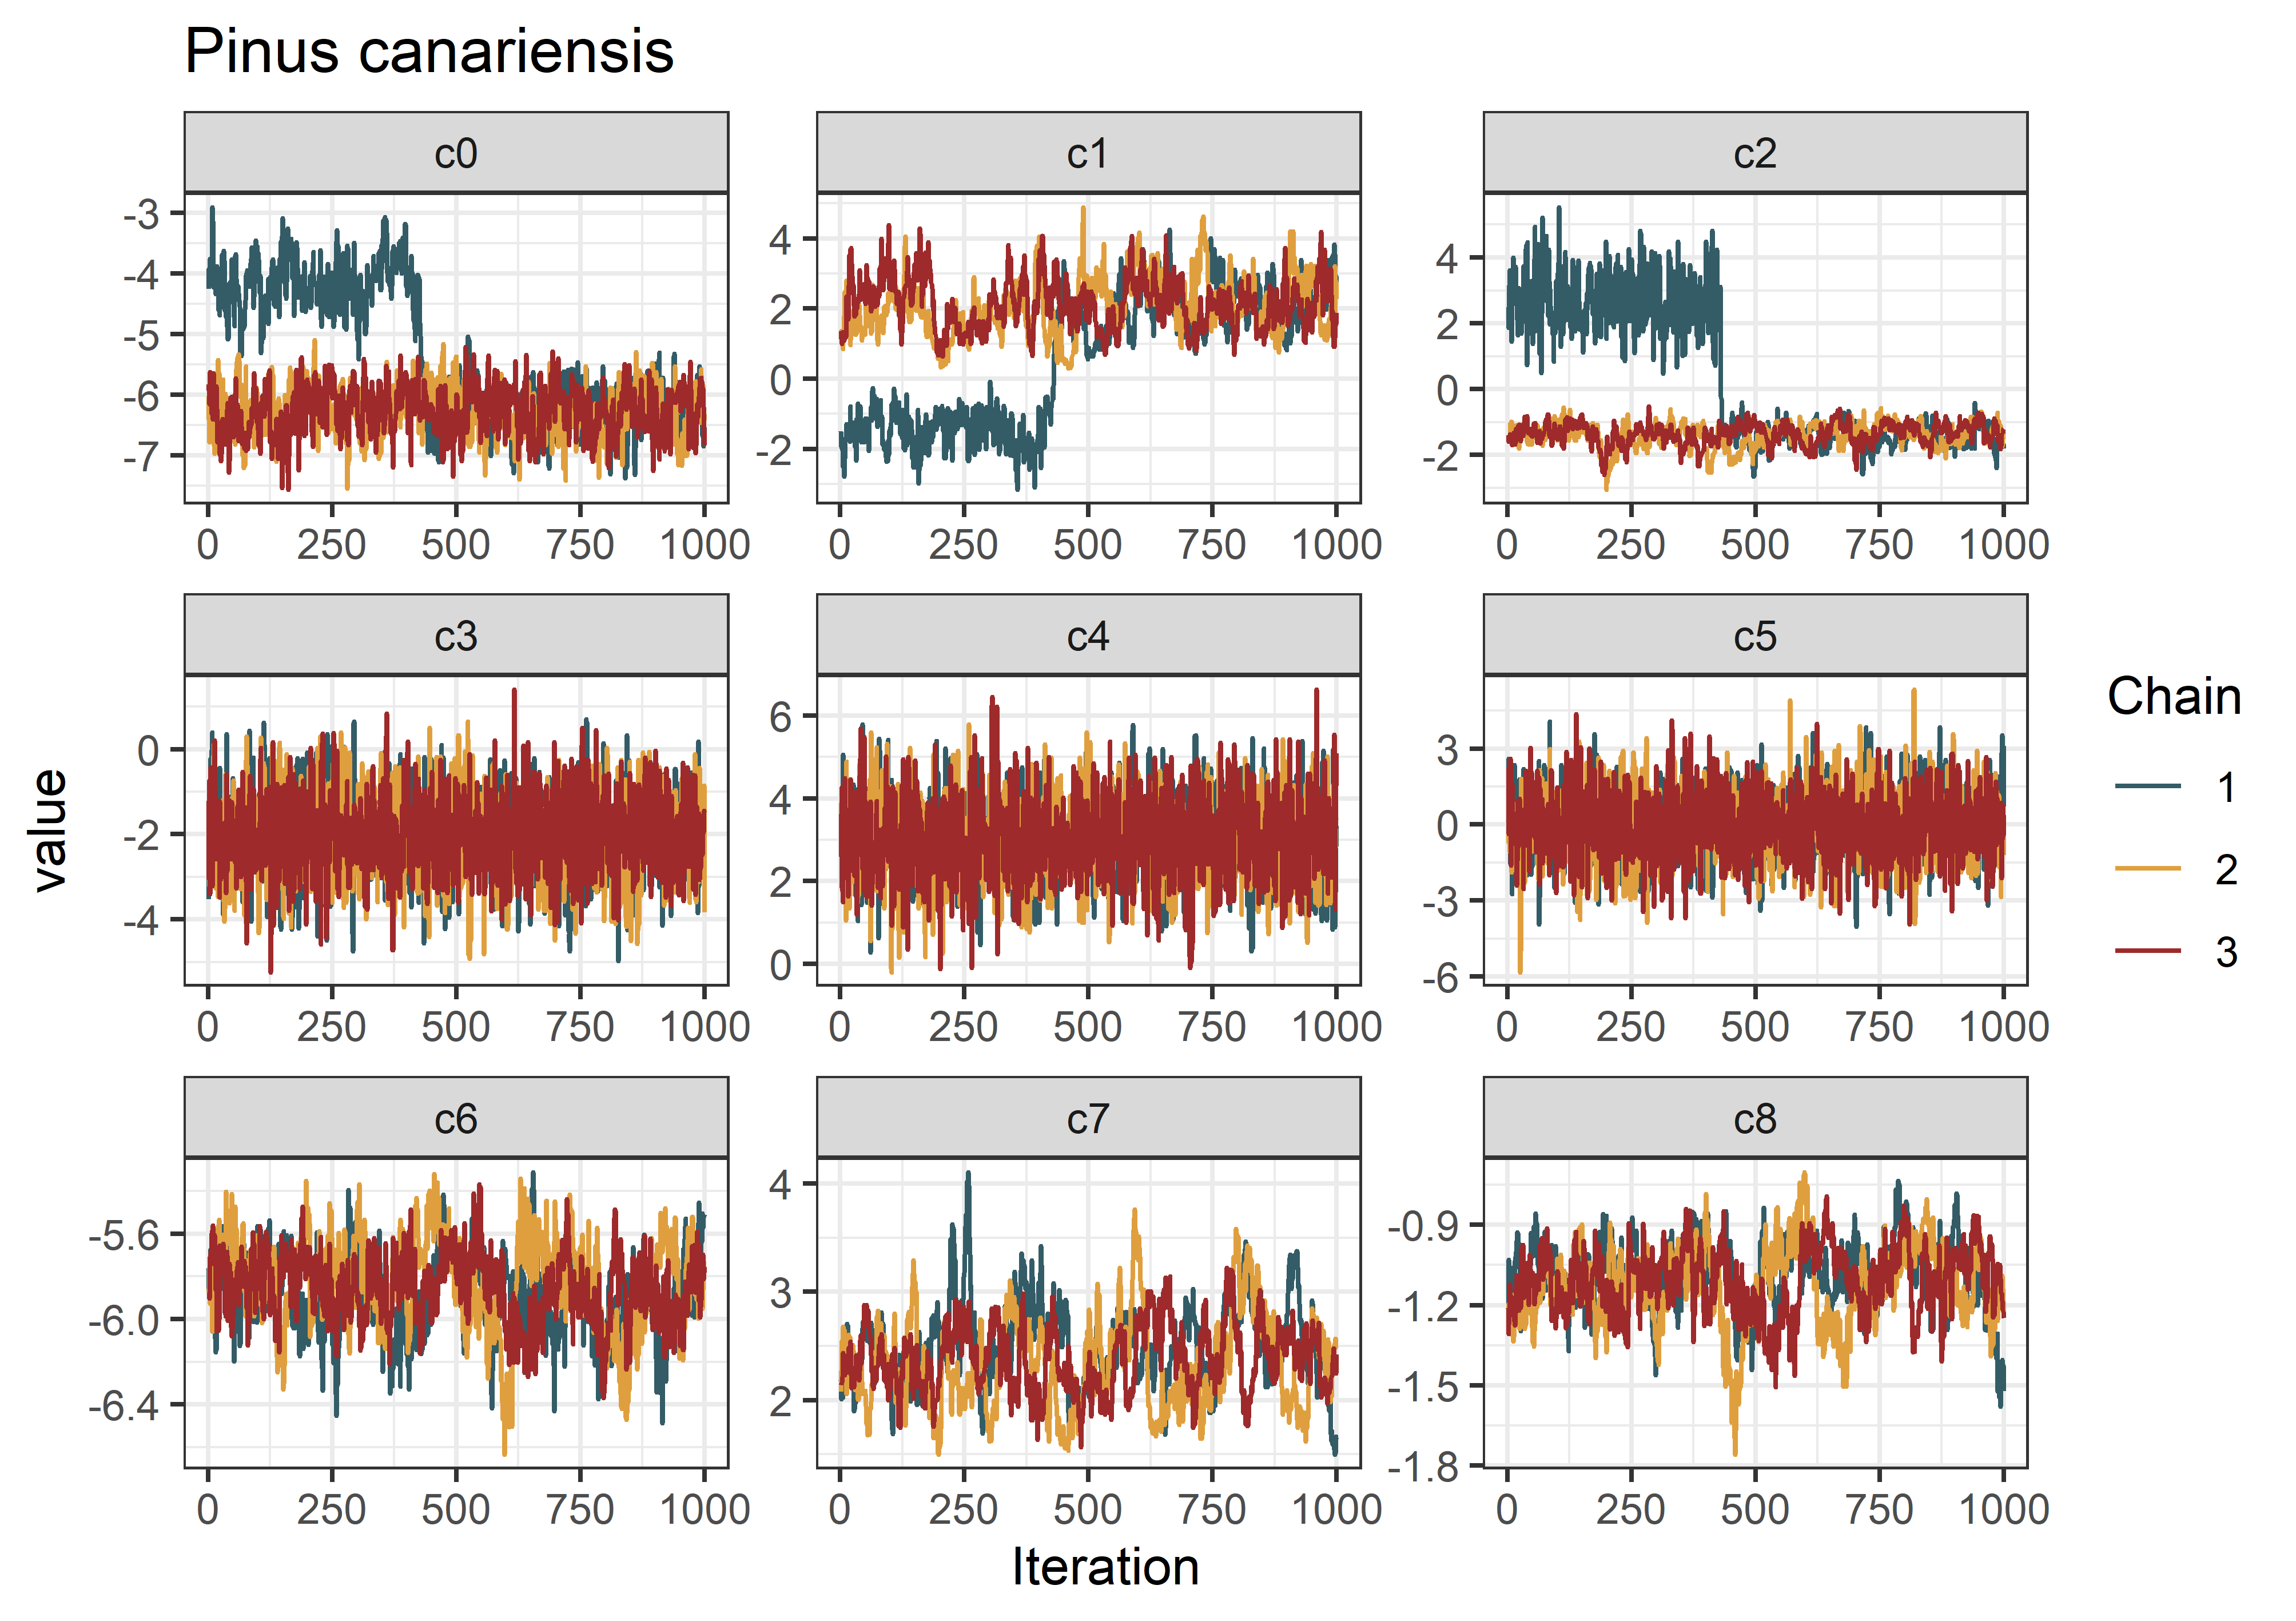 Pinus canariensis
c0 c1 c2
-3 -4 -5 -6 -7
4 2 0 -2
4 2 0 -2
0 250 500 750 1000 0 250 500 750 1000 0 250 500 750 1000
c3 c4 c5
0 -2 -4
6 4 2 0
3 0 -3 -6
0 250 500 750 1000 0 250 500 750 1000 0 250 500 750 1000
c6 c7 c8
-5.6 -6.0 -6.4
4 3 2
-0.9 -1.2 -1.5 -1.8
0 250 500 750 1000 0 250 500 750 1000 0 250 500 750 1000
value
Iteration
Chain
1
2
3